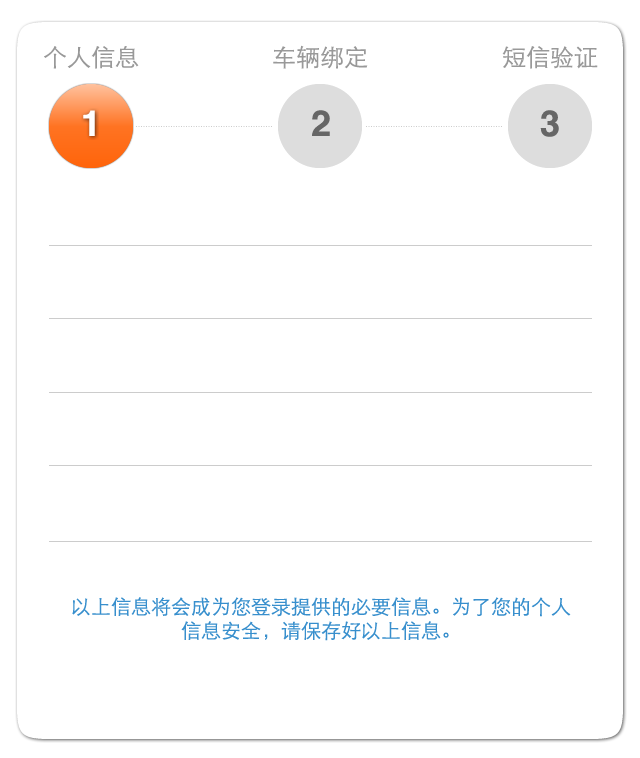 个人信息 车辆绑定 短信验证
1 2 3
以上信息将会成为您登录提供的必要信息。为了您的个人
信息安全，请保存好以上信息。